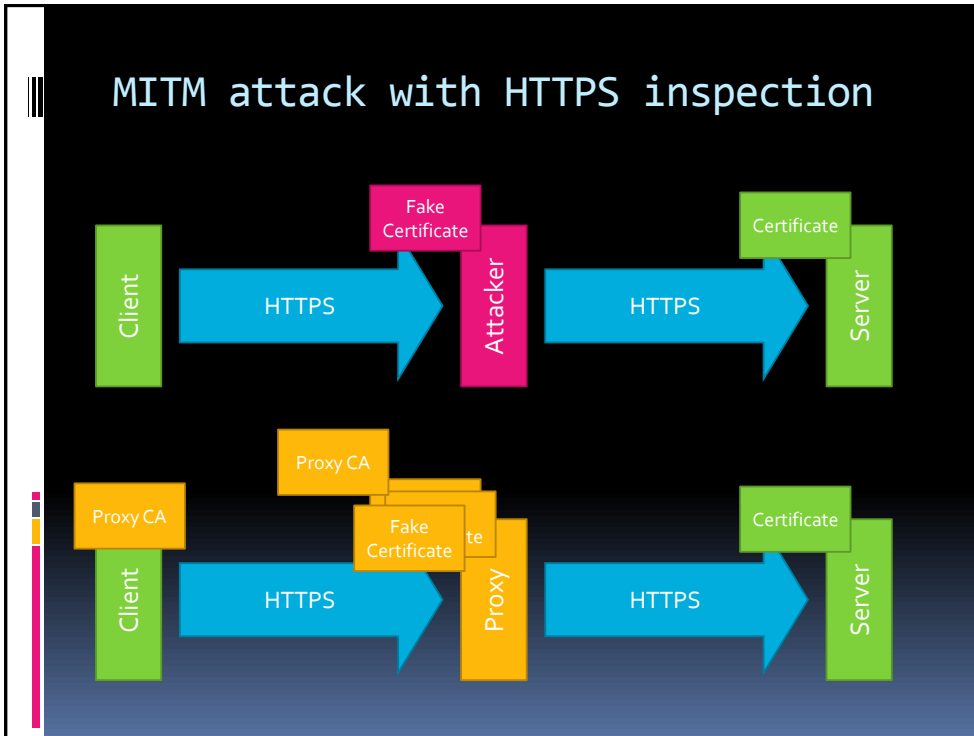 MITM attack with HTTPS inspection
Fake
Certificate
Certificate
Client
HTTPS
Attacker
HTTPS
Server
Proxy CA
Proxy CA
Fake
Certificate
te
Certificate
Client
HTTPS
Proxy
HTTPS
Server